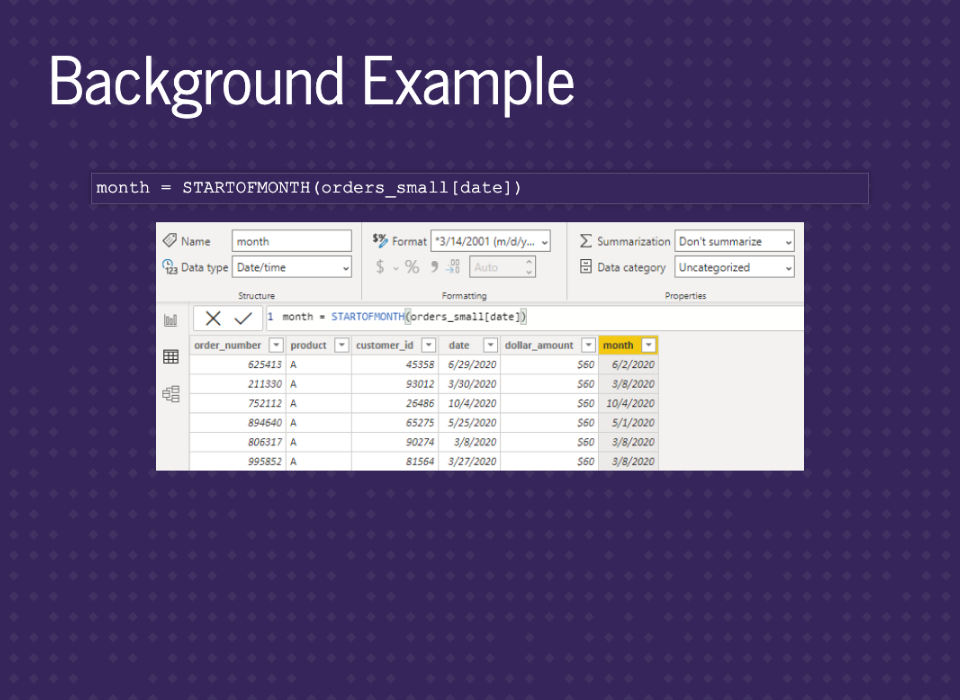 Background Example
month = STARTOFMONTH(orders_small[date])
Name month Format *3/14/2001 (m/d/y... Summarization Don't summarize
Data type Date/time $ % Auto Data category Uncategorized
Structure Formatting Properties
1 month = STARTOFMONTH(orders_small[date])
order_number product customer_id date dollar_amount month
625413 A 45358 6/29/2020 $60 6/2/2020
211330 A 93012 3/30/2020 $60 3/8/2020
752112 A 26486 10/4/2020 $60 10/4/2020
894640 A 65275 5/25/2020 $60 5/1/2020
806317 A 90274 3/8/2020 $60 3/8/2020
995852 A 81564 3/27/2020 $60 3/8/2020